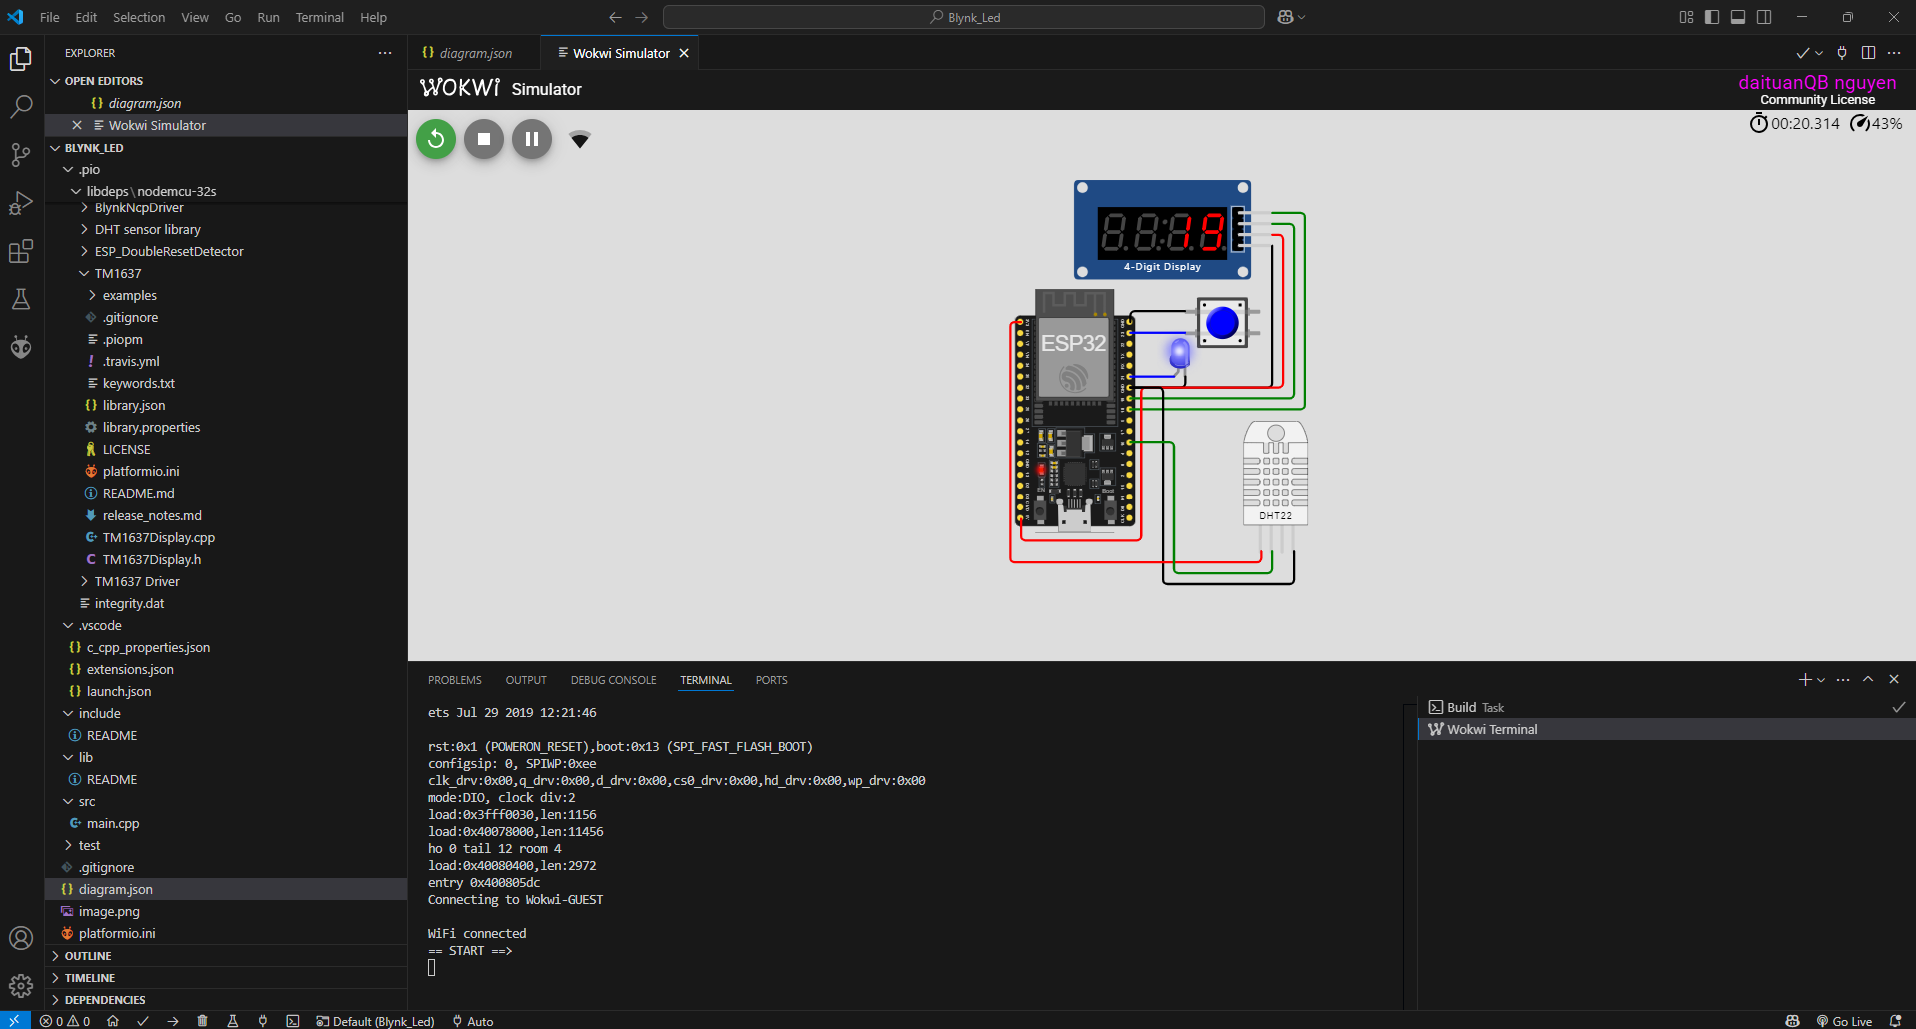 File Edit Selection View Go Run Terminal Help
Blynk_Led
EXPLORER
OPEN EDITORS
diagram.json
Wokwi Simulator
BLYNK_LED
.pio
libdeps\nodemcu-32s
BlynkNcpDriver
DHT sensor library
ESP_DoubleResetDetector
TM1637
examples
.gitignore
.piopm
.travis.yml
keywords.txt
library.json
library.properties
LICENSE
platformio.ini
README.md
release_notes.md
TM1637Display.cpp
TM1637Display.h
TM1637 Driver
integrity.dat
.vscode
c_cpp_properties.json
extensions.json
launch.json
include
README
lib
README
src
main.cpp
test
.gitignore
diagram.json
image.png
platformio.ini
OUTLINE
TIMELINE
DEPENDENCIES
diagram.json
Wokwi Simulator
WOKWi Simulator
daituanQB nguyen
Community License
00:20.314 43%
19
4-Digit Display
ESP32
EN
Boot
DHT22
PROBLEMS OUTPUT DEBUG CONSOLE TERMINAL PORTS
ets Jul 29 2019 12:21:46
rst:0x1 (POWERON_RESET),boot:0x13 (SPI_FAST_FLASH_BOOT)
configsip: 0, SPIWP:0xee
clk_drv:0x00,q_drv:0x00,d_drv:0x00,cs0_drv:0x00,hd_drv:0x00,wp_drv:0x00
mode:DIO, clock div:2
load:0x3fff0030,len:1156
load:0x40078000,len:11456
ho 0 tail 12 room 4
load:0x40080400,len:2972
entry 0x400805dc
Connecting to Wokwi-GUEST
WiFi connected
== START ==>
Build Task
Wokwi Terminal
0 0 Default (Blynk_Led) Auto
Go Live